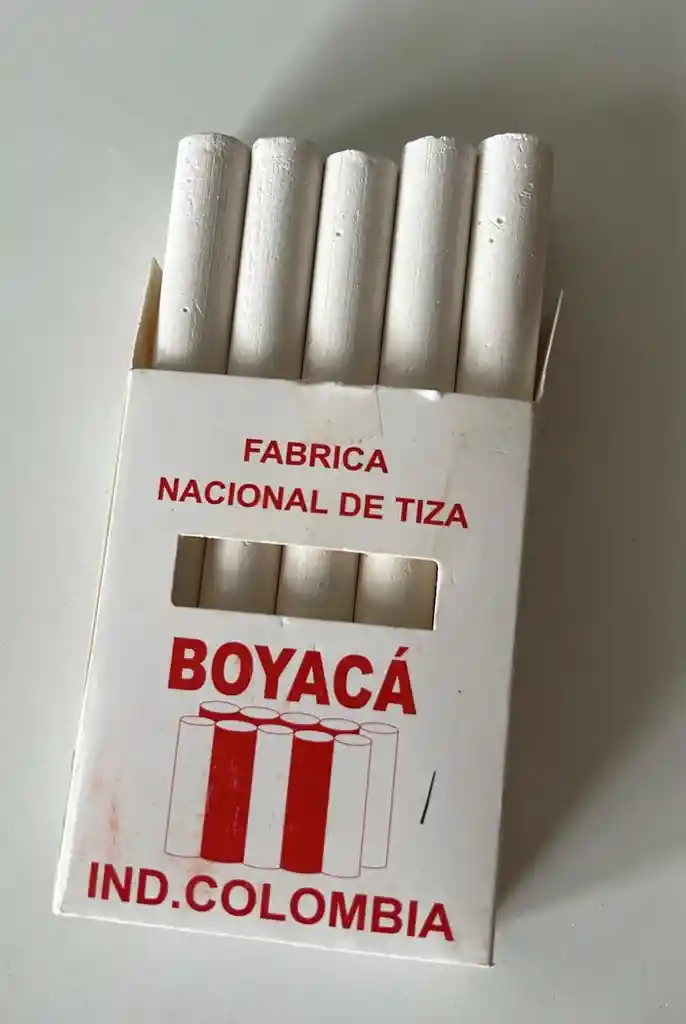 FABRICA
NACIONAL DE TIZA
BOYACÁ
IND.COLOMBIA